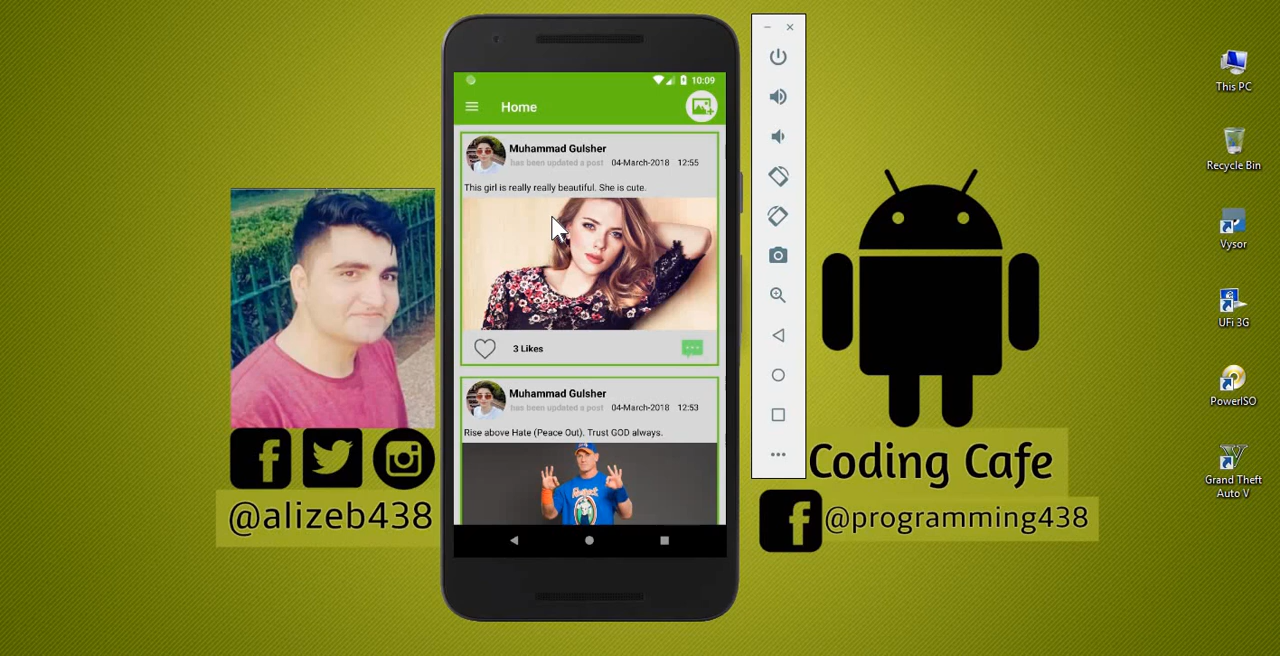 10:09
Home
Muhammad Gulsher
has been updated a post 04-March-2018 12:55
This girl is really really beautiful. She is cute.
3 Likes
Muhammad Gulsher
has been updated a post 04-March-2018 12:53
Rise above Hate (Peace Out). Trust GOD always.
@alizeb438
Coding Cafe
@programming438
This PC
Recycle Bin
Vysor
UFi 3G
PowerISO
Grand Theft
Auto V